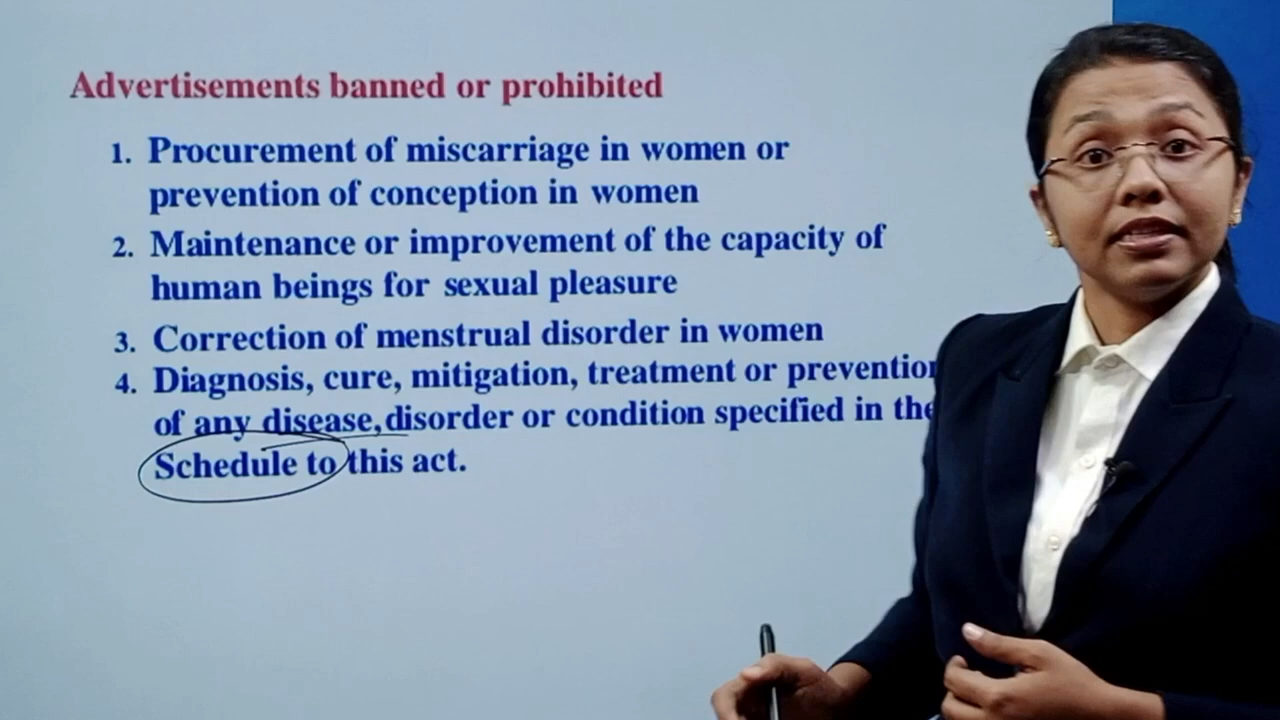 Advertisements banned or prohibited
1. Procurement of miscarriage in women or
prevention of conception in women
2. Maintenance or improvement of the capacity of
human beings for sexual pleasure
3. Correction of menstrual disorder in women
4. Diagnosis, cure, mitigation, treatment or prevention
of any disease, disorder or condition specified in the
Schedule to this act.